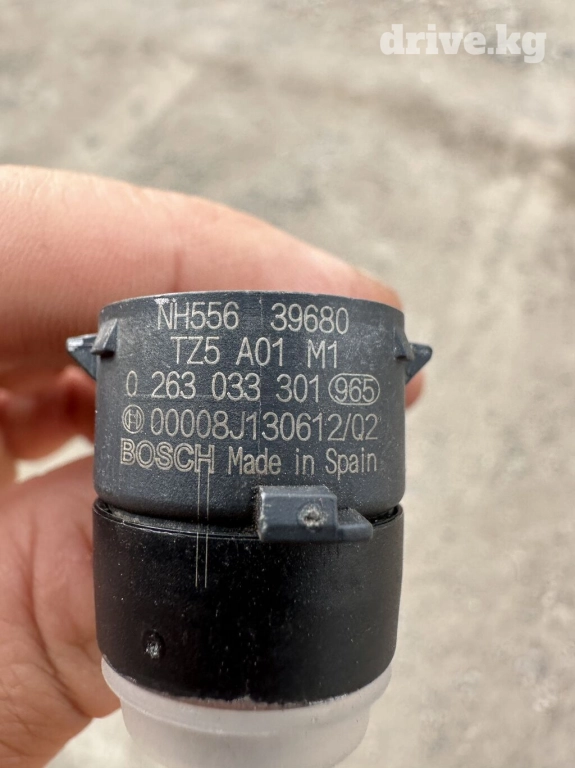 drive.kg
NH556 39680
TZ5 A01 M1
0 263 033 301 965
H 00008J130612/Q2
BOSCH Made in Spain